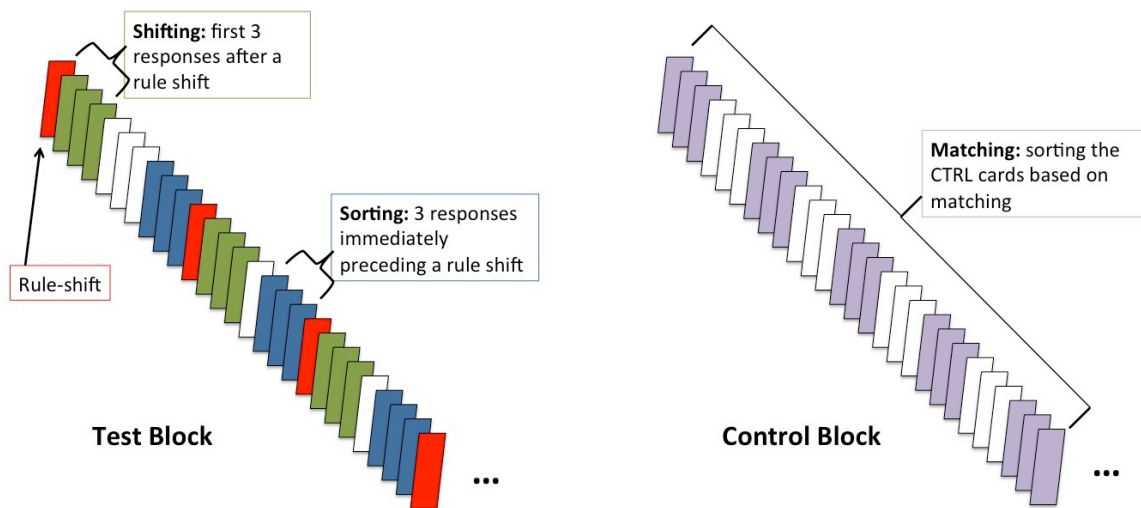 Shifting: first 3
responses after a
rule shift
Sorting: 3 responses
immediately
preceding a rule shift
Rule-shift
Test Block
...
Matching: sorting the
CTRL cards based on
matching
Control Block
...